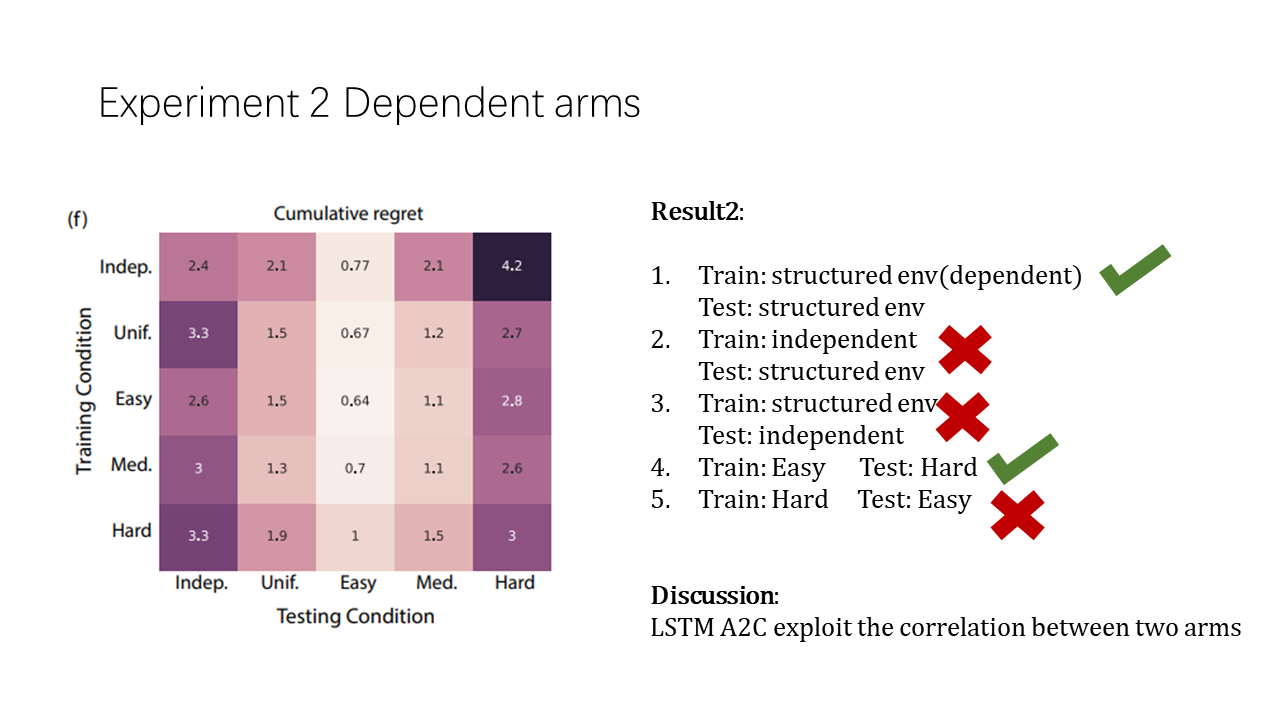 Experiment 2 Dependent arms
(f)
Cumulative regret
Training Condition
Indep. 2.4 2.1 0.77 2.1 4.2
Unif. 3.3 1.5 0.67 1.2 2.7
Easy 2.6 1.5 0.64 1.1 2.8
Med. 3 1.3 0.7 1.1 2.6
Hard 3.3 1.9 1 1.5 3
Indep. Unif. Easy Med. Hard
Testing Condition
Result2:
1. Train: structured env(dependent)
Test: structured env
2. Train: independent
Test: structured env
3. Train: structured env
Test: independent
4. Train: Easy Test: Hard
5. Train: Hard Test: Easy
Discussion:
LSTM A2C exploit the correlation between two arms